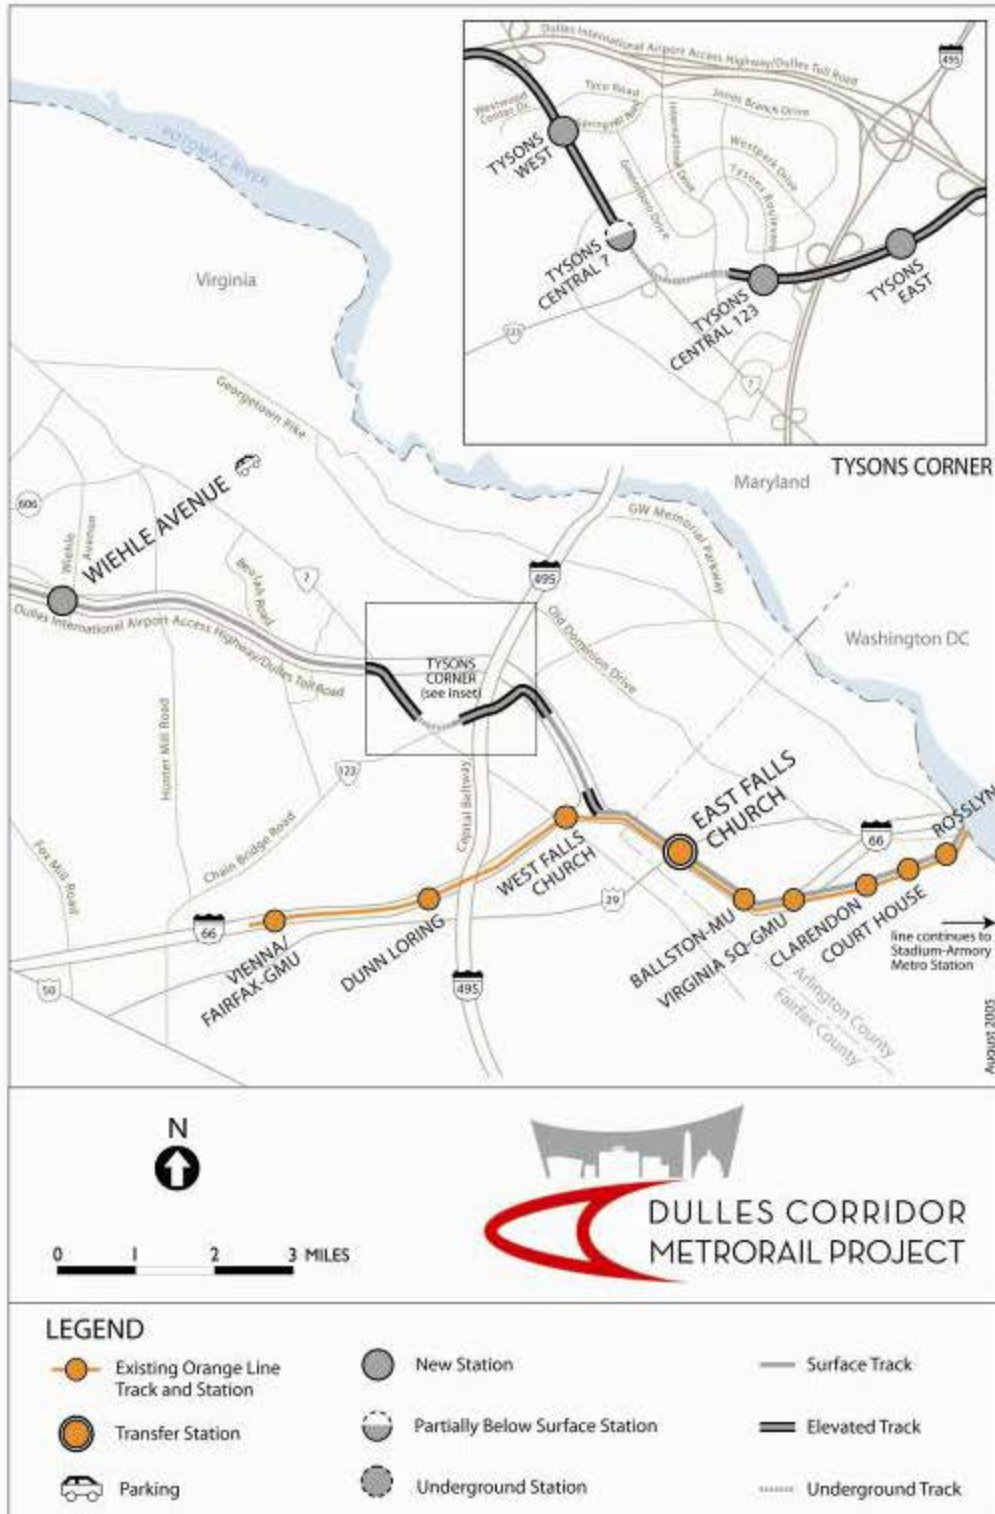 Dulles International Airport Access Highway/Dulles Toll Road
495
Tyco Road
Jones Branch Drive
Westwood
Center Dr.
Springhill Road
International Drive
Westpark Drive
Tysons Boulevard
Greensboro Drive
TYSONS
WEST
TYSONS
CENTRAL 7
TYSONS
CENTRAL 123
TYSONS
EAST
123
7
TYSONS CORNER
POTOMAC RIVER
Virginia
Maryland
Washington DC
Georgetown Pike
GW Memorial Parkway
606
Wiehle
Avenue
WIEHLE AVENUE
Beulah Road
7
495
Old Dominion Drive
Dulles International Airport Access Highway/Dulles Toll Road
TYSONS
CORNER
(see inset)
Hunter Mill Road
123
Capital Beltway
Chain Bridge Road
Fox Mill Road
EAST FALLS
CHURCH
WEST FALLS
CHURCH
ROSSLYN
66
29
66
VIENNA/
FAIRFAX-GMU
DUNN LORING
BALLSTON-MU
VIRGINIA SQ-GMU
CLARENDON
COURT HOUSE
line continues to
Stadium-Armory
Metro Station
50
495
Arlington County
Fairfax County
August 2005
N
0 1 2 3 MILES
DULLES CORRIDOR
METRORAIL PROJECT
LEGEND
Existing Orange Line
Track and Station
Transfer Station
Parking
New Station
Partially Below Surface Station
Underground Station
Surface Track
Elevated Track
Underground Track